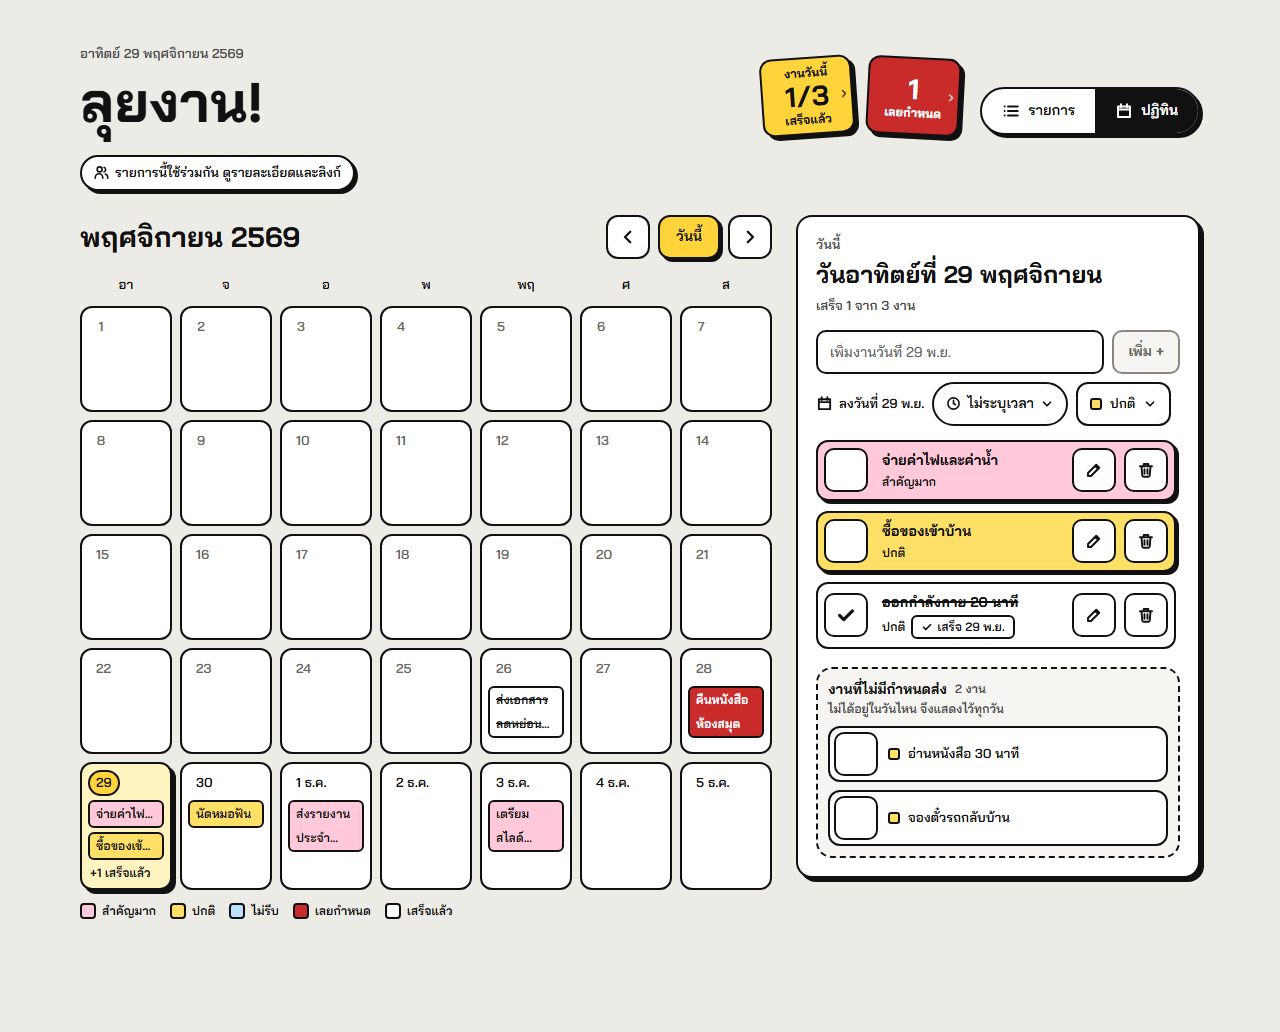 อาทิตย์ 29 พฤศจิกายน 2569
ลุยงาน!
งานวันนี้
1/3
เสร็จแล้ว
1
เลยกำหนด
รายการ
ปฏิทิน
รายการนี้ใช้ร่วมกัน ดูรายละเอียดและลิงก์
พฤศจิกายน 2569
วันนี้
อา จ อ พ พฤ ศ ส
1 2 3 4 5 6 7
8 9 10 11 12 13 14
15 16 17 18 19 20 21
22 23 24 25 26 27 28
ส่งเอกสาร
ลดหย่อน...
คืนหนังสือ
ห้องสมุด
29 30 1 ธ.ค. 2 ธ.ค. 3 ธ.ค. 4 ธ.ค. 5 ธ.ค.
จ่ายค่าไฟ...
ซื้อของเข้...
+1 เสร็จแล้ว
นัดหมอฟัน
ส่งรายงาน
ประจำ...
เตรียม
สไลด์...
สำคัญมาก ปกติ ไม่รีบ เลยกำหนด เสร็จแล้ว
วันนี้
วันอาทิตย์ที่ 29 พฤศจิกายน
เสร็จ 1 จาก 3 งาน
เพิ่มงานวันที่ 29 พ.ย.
เพิ่ม +
ลงวันที่ 29 พ.ย.
ไม่ระบุเวลา
ปกติ
จ่ายค่าไฟและค่าน้ำ
สำคัญมาก
ซื้อของเข้าบ้าน
ปกติ
ออกกำลังกาย 20 นาที
ปกติ
เสร็จ 29 พ.ย.
งานที่ไม่มีกำหนดส่ง 2 งาน
ไม่ได้อยู่ในวันไหน จึงแสดงไว้ทุกวัน
อ่านหนังสือ 30 นาที
จองตั๋วรถกลับบ้าน